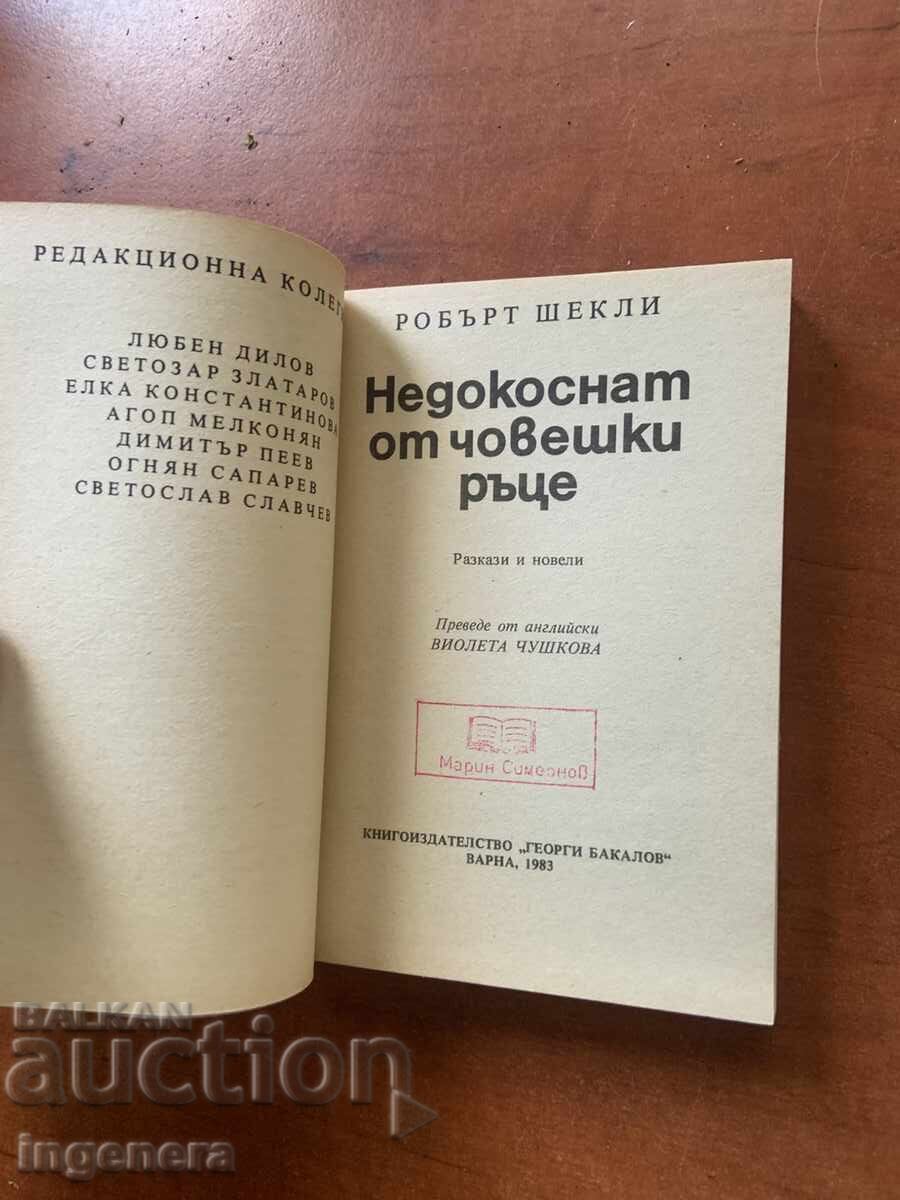 РЕДАКЦИОННА
ЛЮБЕН ДИЛОВ
СВЕТОЗАР ЗЛАТАРОВ
ЕЛКА КОНСТАНТИНОВА
АГОП МЕЛКОНЯН
ДИМИТЪР ПЕЕВ
ОГНЯН САПАРЕВ
СВЕТОСЛАВ СЛАВЧЕВ
РОБЪРТ ШЕКЛИ
Недокоснат
от човешки
ръце
Разкази и новели
Преведе от английски
ВИОЛЕТА ЧУШКОВА
Марин Симеонов
КНИГОИЗДАТЕЛСТВО „ГЕОРГИ БАКАЛОВ“
ВАРНА, 1983
BALKAN
auction
ingenera